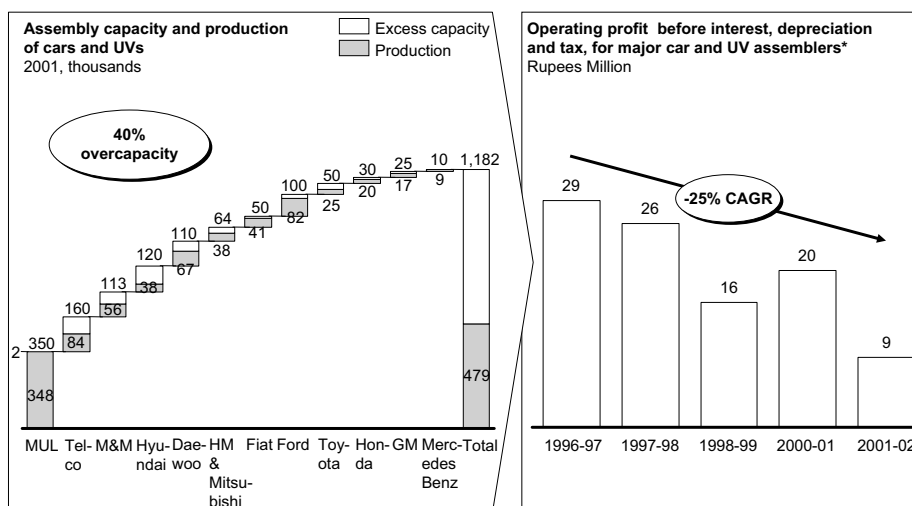 Assembly capacity and production
of cars and UVs
2001, thousands
Excess capacity
Production
40%
overcapacity
2
350
348
160
84
113
56
120
38
110
67
64
38
50
41
100
82
50
25
30
20
25
17
10
9
1,182
479
MUL
Tel-
co
M&M
Hyu-
ndai
Dae-
woo
HM
&
Mitsu-
bishi
Fiat
Ford
Toy-
ota
Hon-
da
GM
Merc-
edes
Benz
Total
Operating profit before interest, depreciation
and tax, for major car and UV assemblers*
Rupees Million
-25% CAGR
29
26
16
20
9
1996-97
1997-98
1998-99
2000-01
2001-02